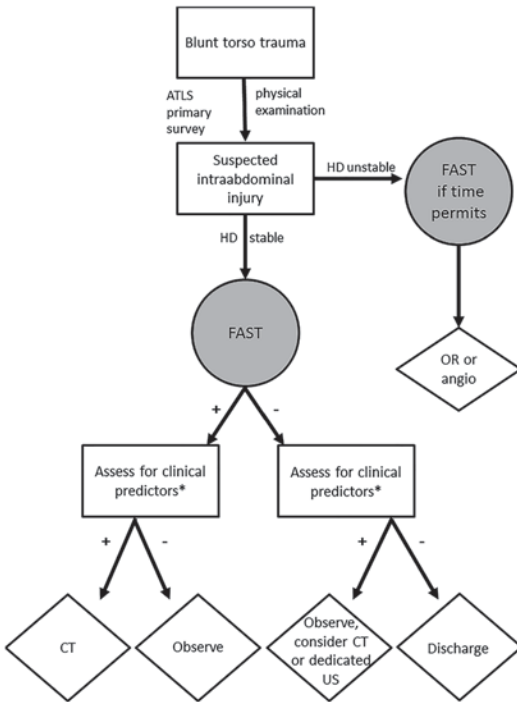 Blunt torso trauma
ATLS
primary
survey
physical
examination
Suspected
intraabdominal
injury
HD unstable
FAST
if time
permits
HD stable
FAST
OR or
angio
+ -
Assess for clinical
predictors*
Assess for clinical
predictors*
+ -
+ -
CT
Observe
Observe,
consider CT
or dedicated
US
Discharge